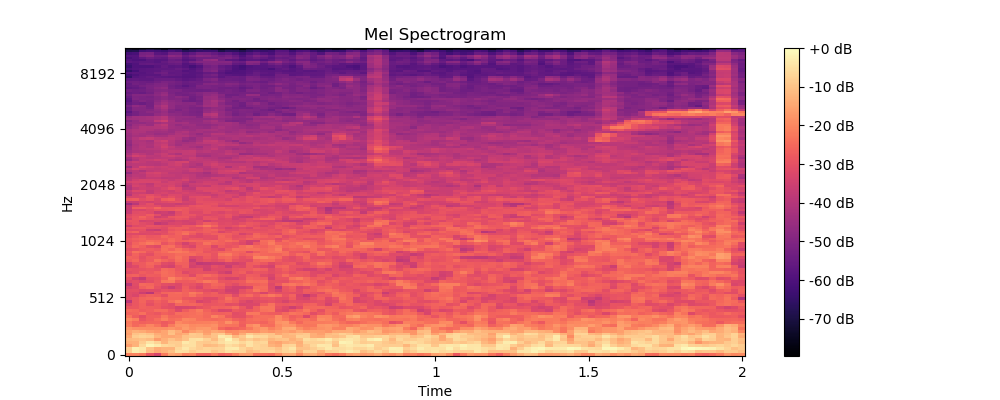 Mel Spectrogram
Hz
8192
4096
2048
1024
512
0
0
0.5
1
1.5
2
Time
+0 dB
-10 dB
-20 dB
-30 dB
-40 dB
-50 dB
-60 dB
-70 dB